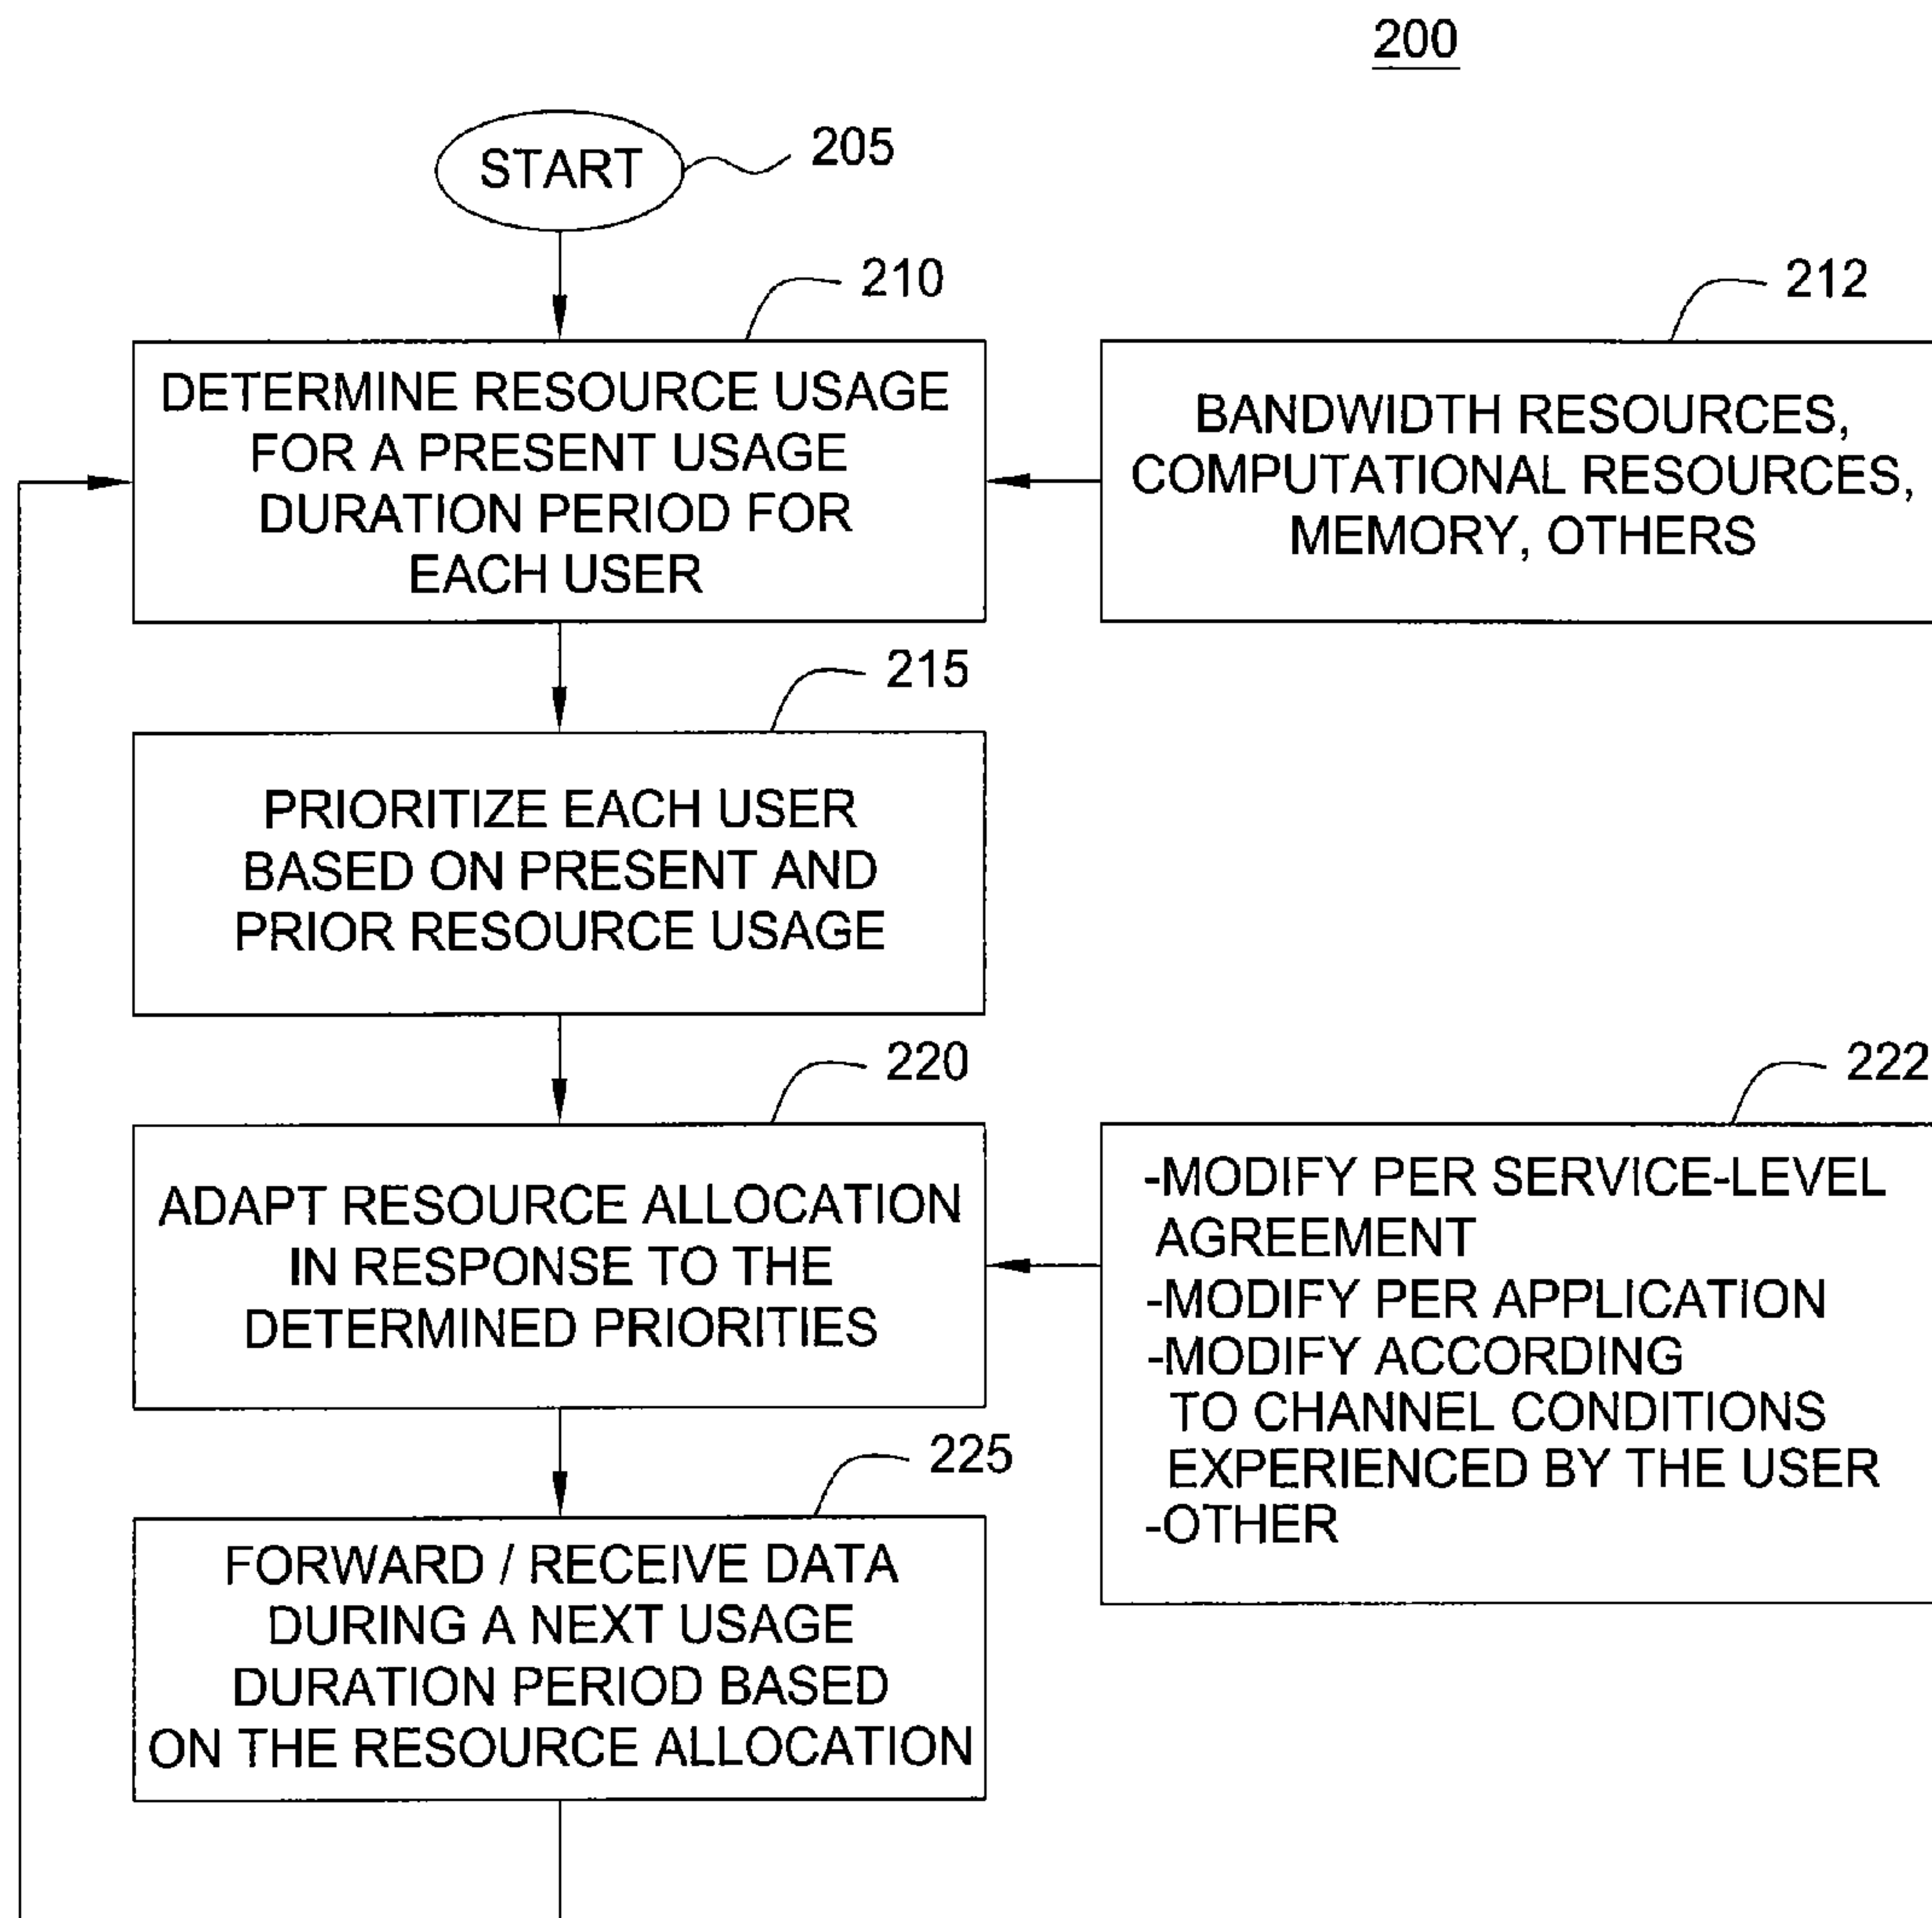 200
START
205
210
DETERMINE RESOURCE USAGE
FOR A PRESENT USAGE
DURATION PERIOD FOR
EACH USER
212
BANDWIDTH RESOURCES,
COMPUTATIONAL RESOURCES,
MEMORY, OTHERS
215
PRIORITIZE EACH USER
BASED ON PRESENT AND
PRIOR RESOURCE USAGE
220
ADAPT RESOURCE ALLOCATION
IN RESPONSE TO THE
DETERMINED PRIORITIES
222
-MODIFY PER SERVICE-LEVEL
AGREEMENT
-MODIFY PER APPLICATION
-MODIFY ACCORDING
TO CHANNEL CONDITIONS
EXPERIENCED BY THE USER
-OTHER
225
FORWARD / RECEIVE DATA
DURING A NEXT USAGE
DURATION PERIOD BASED
ON THE RESOURCE ALLOCATION